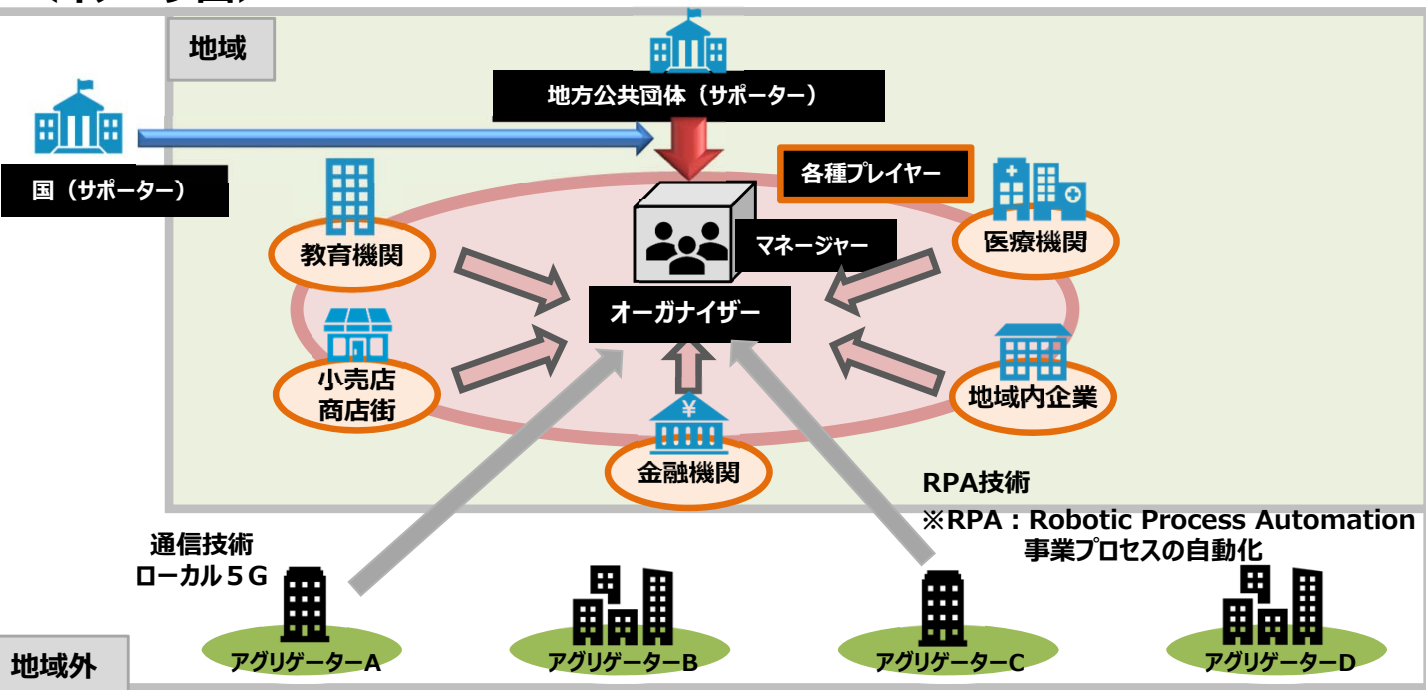 地域
地方公共団体（サポーター）
国（サポーター）
各種プレイヤー
教育機関
マネージャー
医療機関
オーガナイザー
小売店
商店街
地域内企業
¥
金融機関
RPA技術
※RPA：Robotic Process Automation
事業プロセスの自動化
通信技術
ローカル５G
アグリゲーターA
アグリゲーターB
アグリゲーターC
アグリゲーターD
地域外